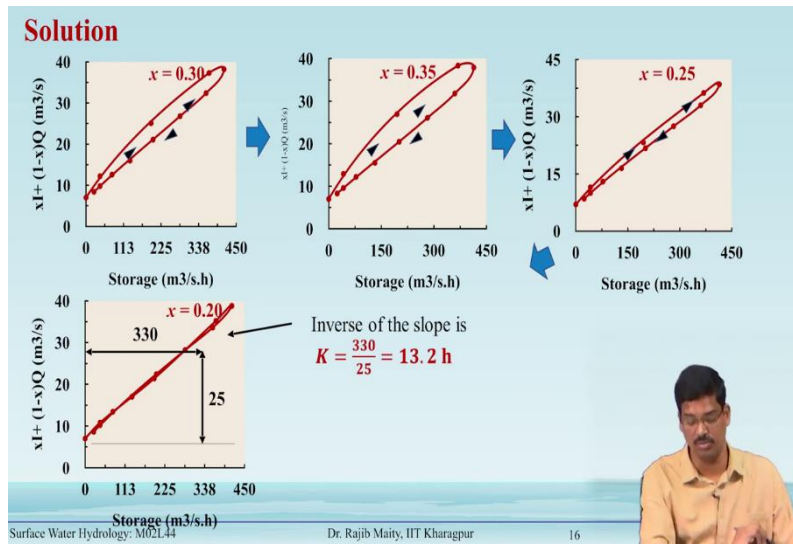 Solution
x = 0.30
xI+ (1-x)Q (m3/s)
40
30
20
10
0
0 113 225 338 450
Storage (m3/s.h)
x = 0.35
xI+ (1-x)Q (m3/s)
40
30
20
10
0
0 150 300 450
Storage (m3/s.h)
x = 0.25
xI+ (1-x)Q (m3/s)
45
30
15
0
0 150 300 450
Storage (m3/s.h)
x = 0.20
xI+ (1-x)Q (m3/s)
40
30
20
10
0
330
25
0 113 225 338 450
Storage (m3/s.h)
Inverse of the slope is
K = 330/25 = 13.2 h
Surface Water Hydrology: M02L44
Dr. Rajib Maity, IIT Kharagpur
16